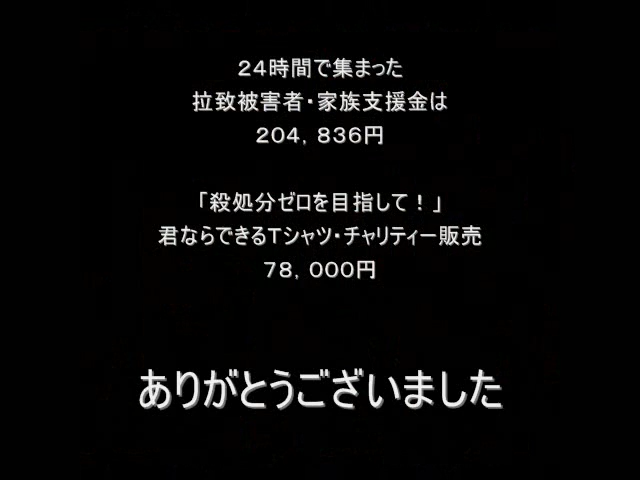 ２４時間で集まった
拉致被害者・家族支援金は
２０４，８３６円
「殺処分ゼロを目指して！」
君ならできるＴシャツ・チャリティー販売
７８，０００円
ありがとうございました